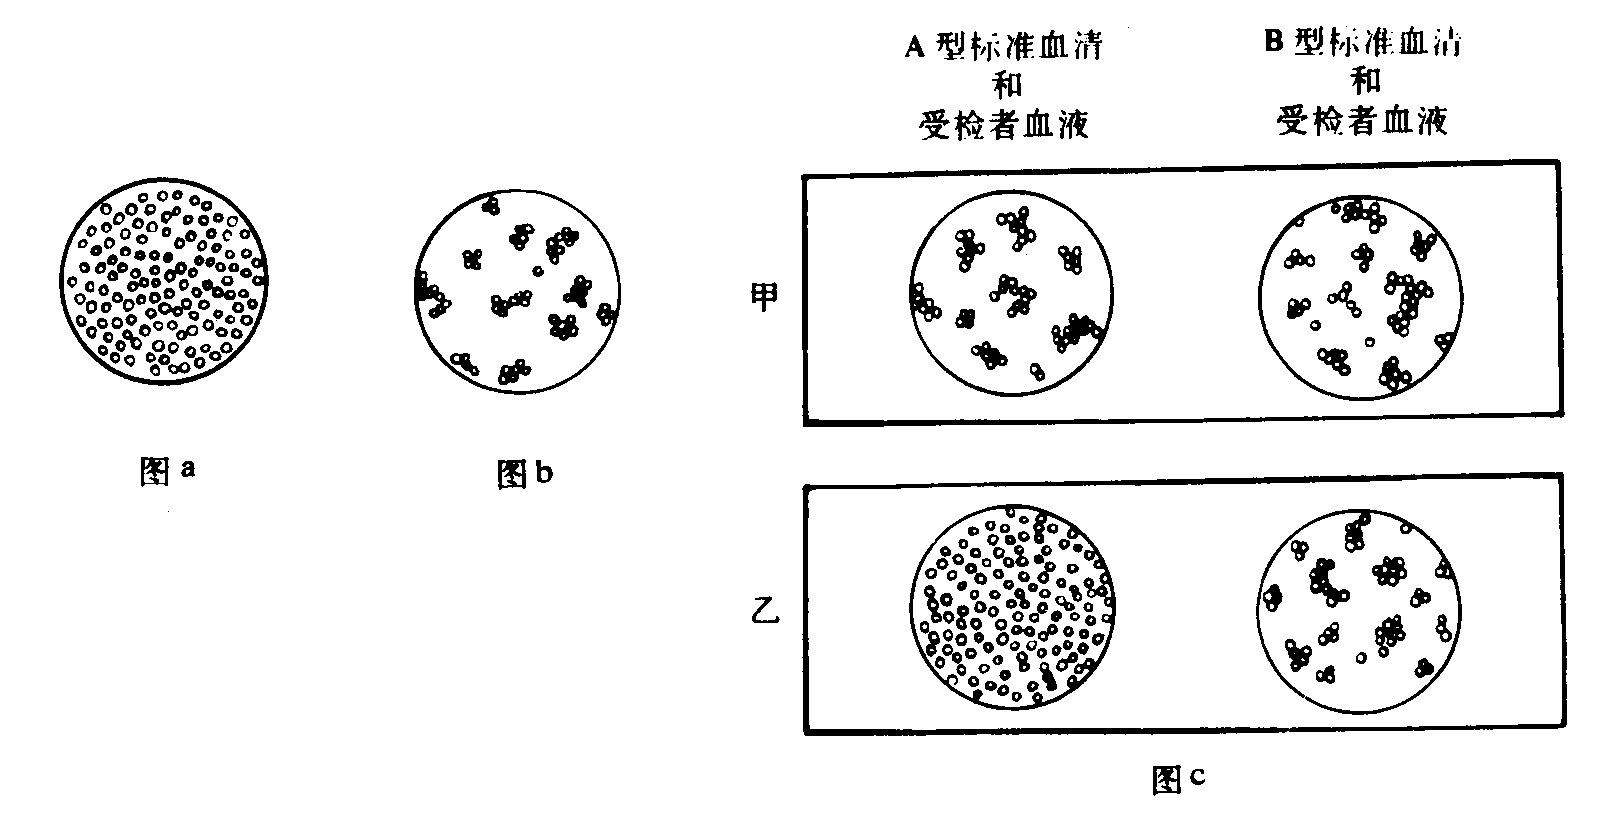 A 型标准血清
和
受检者血液
B 型标准血清
和
受检者血液
甲
图 a
图 b
乙
图 c